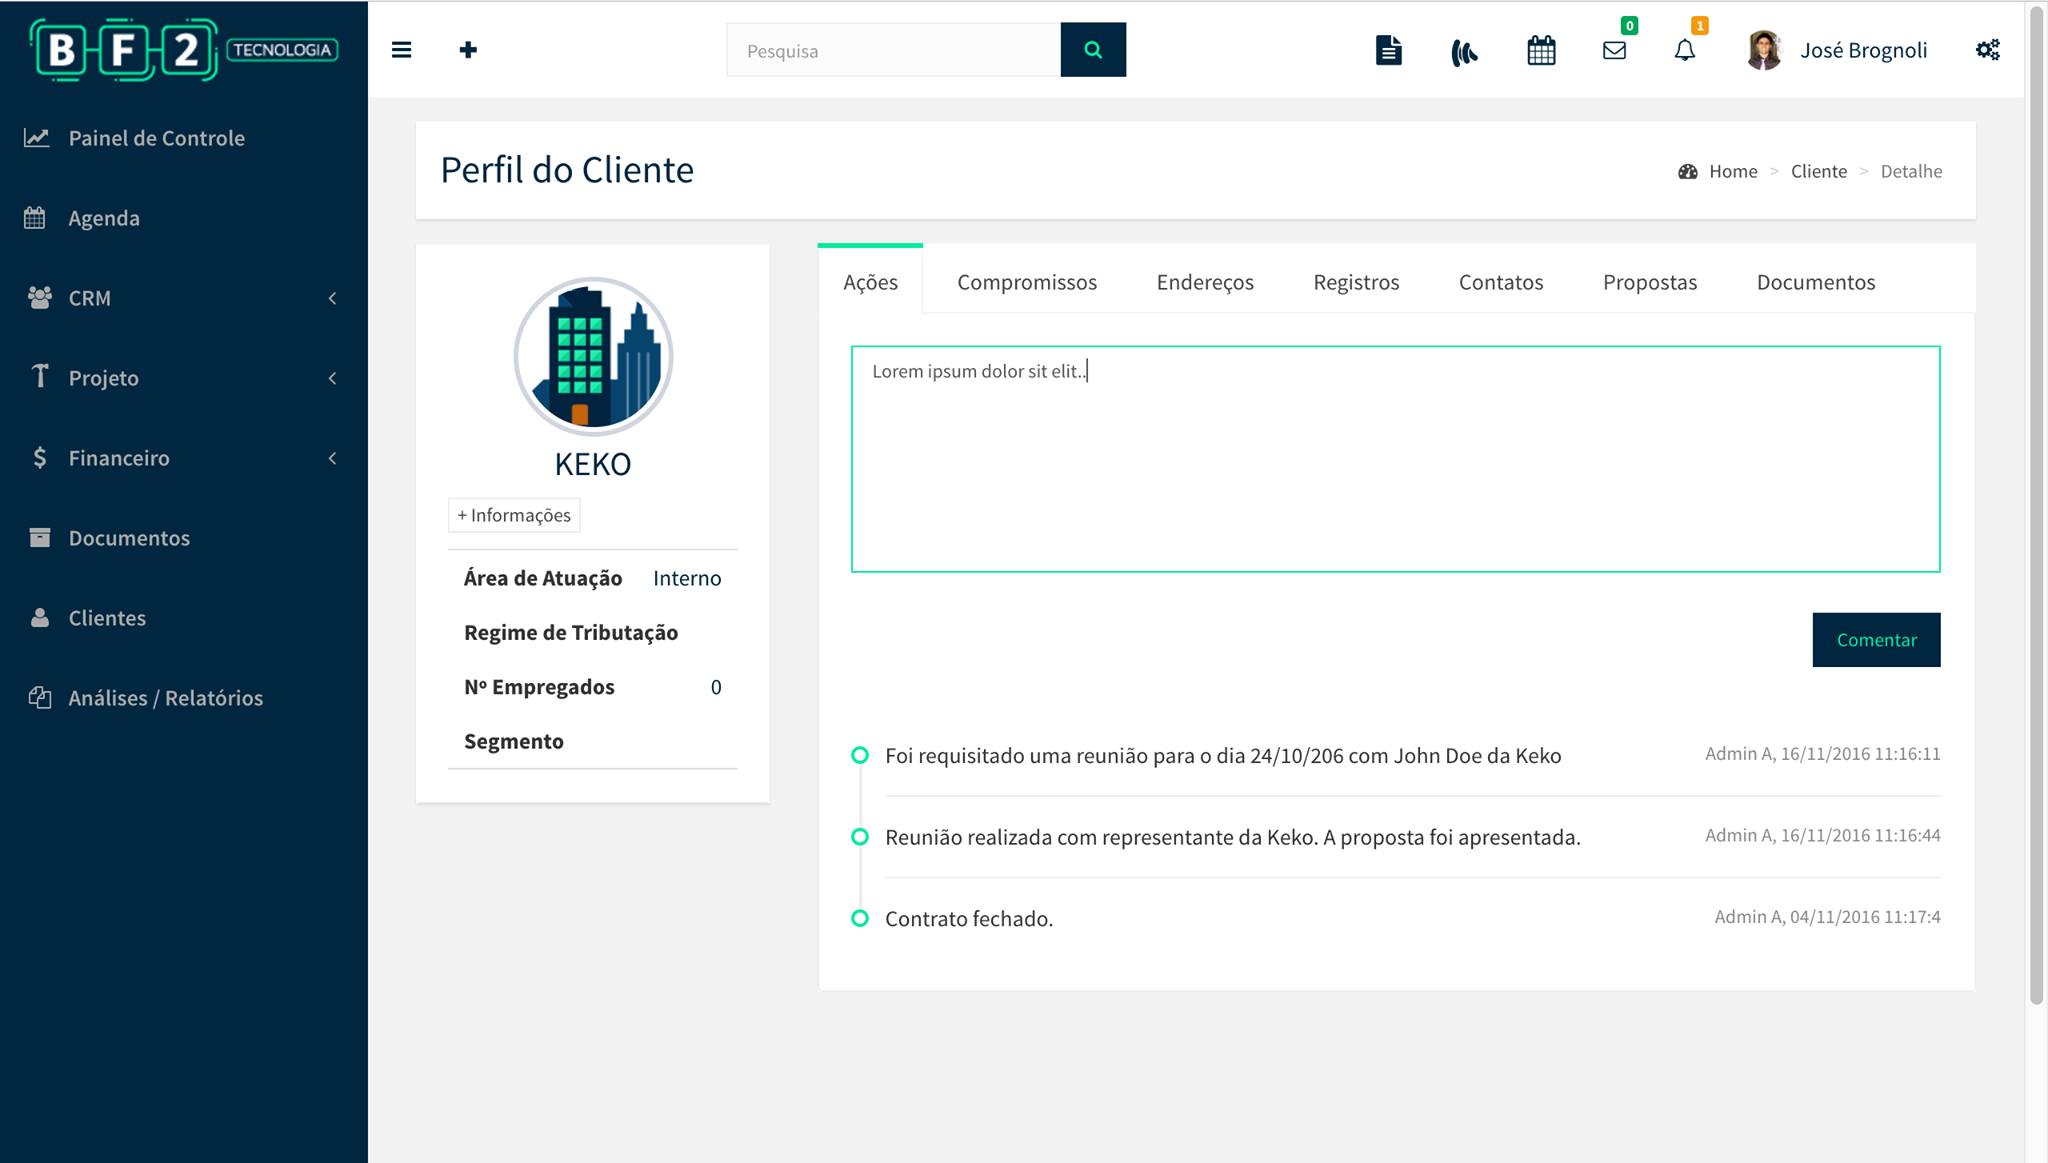 B F 2 TECNOLOGIA
Pesquisa
0
1
José Brognoli
Painel de Controle
Agenda
CRM
Projeto
Financeiro
Documentos
Clientes
Análises / Relatórios
Perfil do Cliente
Home > Cliente > Detalhe
KEKO
+ Informações
Área de Atuação Interno
Regime de Tributação
Nº Empregados 0
Segmento
Ações Compromissos Endereços Registros Contatos Propostas Documentos
Lorem ipsum dolor sit elit..
Comentar
Foi requisitado uma reunião para o dia 24/10/206 com John Doe da Keko Admin A, 16/11/2016 11:16:11
Reunião realizada com representante da Keko. A proposta foi apresentada. Admin A, 16/11/2016 11:16:44
Contrato fechado. Admin A, 04/11/2016 11:17:4